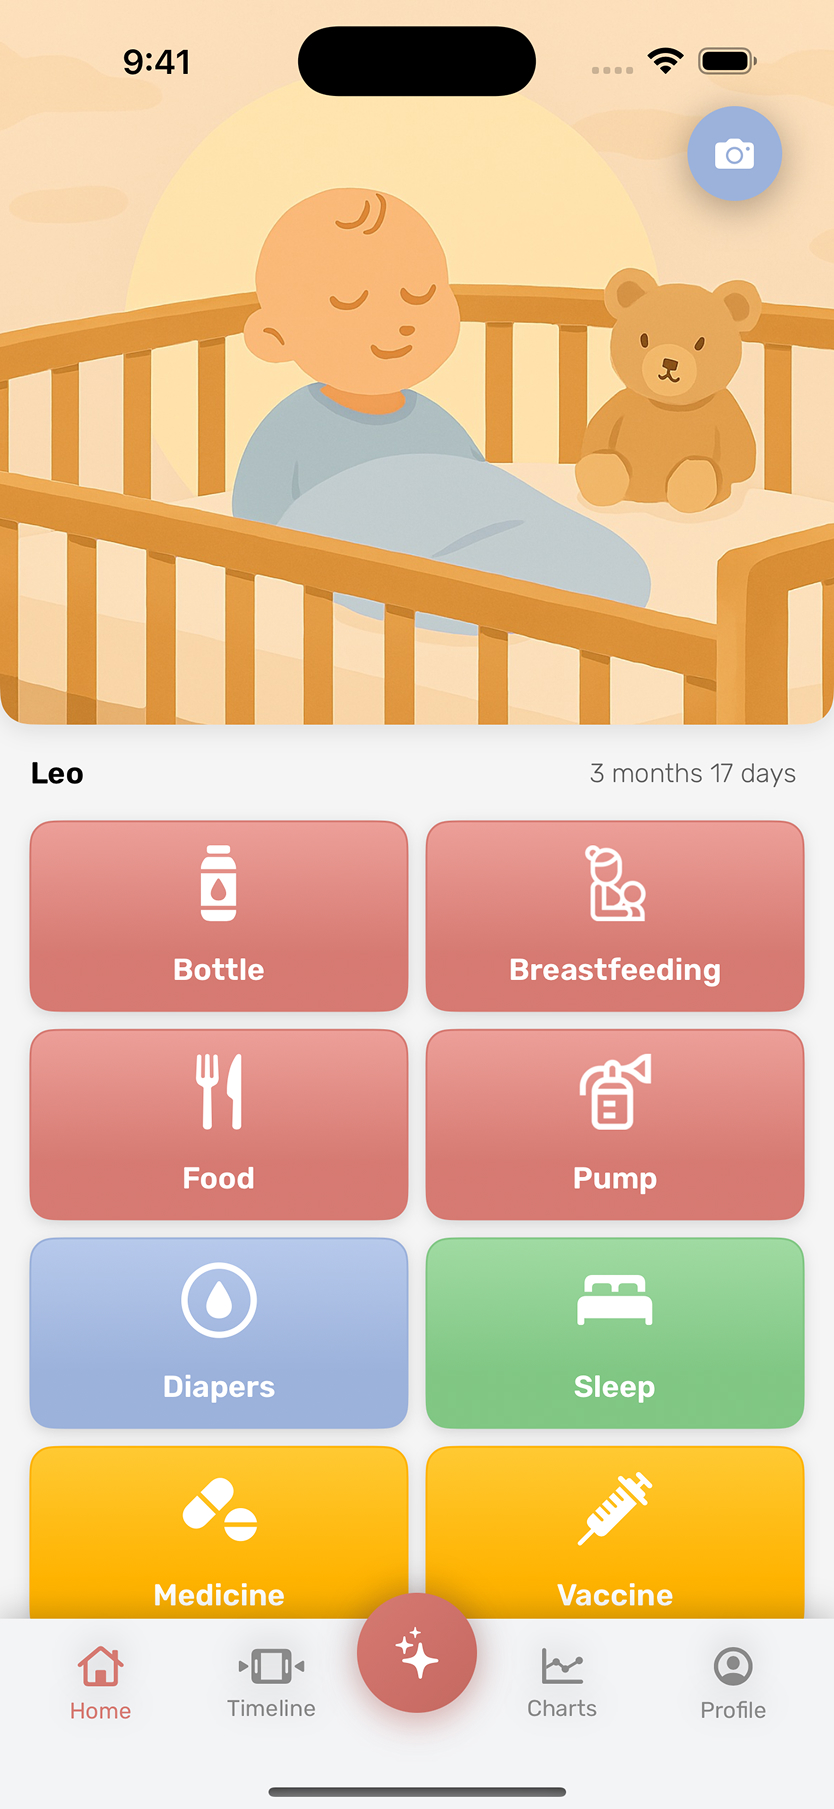 9:41
Leo
3 months 17 days
Bottle
Breastfeeding
Food
Pump
Diapers
Sleep
Medicine
Vaccine
Home
Timeline
Charts
Profile